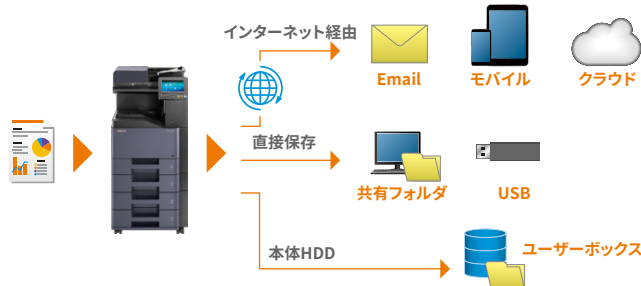 インターネット経由
Email
モバイル
クラウド
直接保存
共有フォルダ
USB
本体HDD
ユーザーボックス